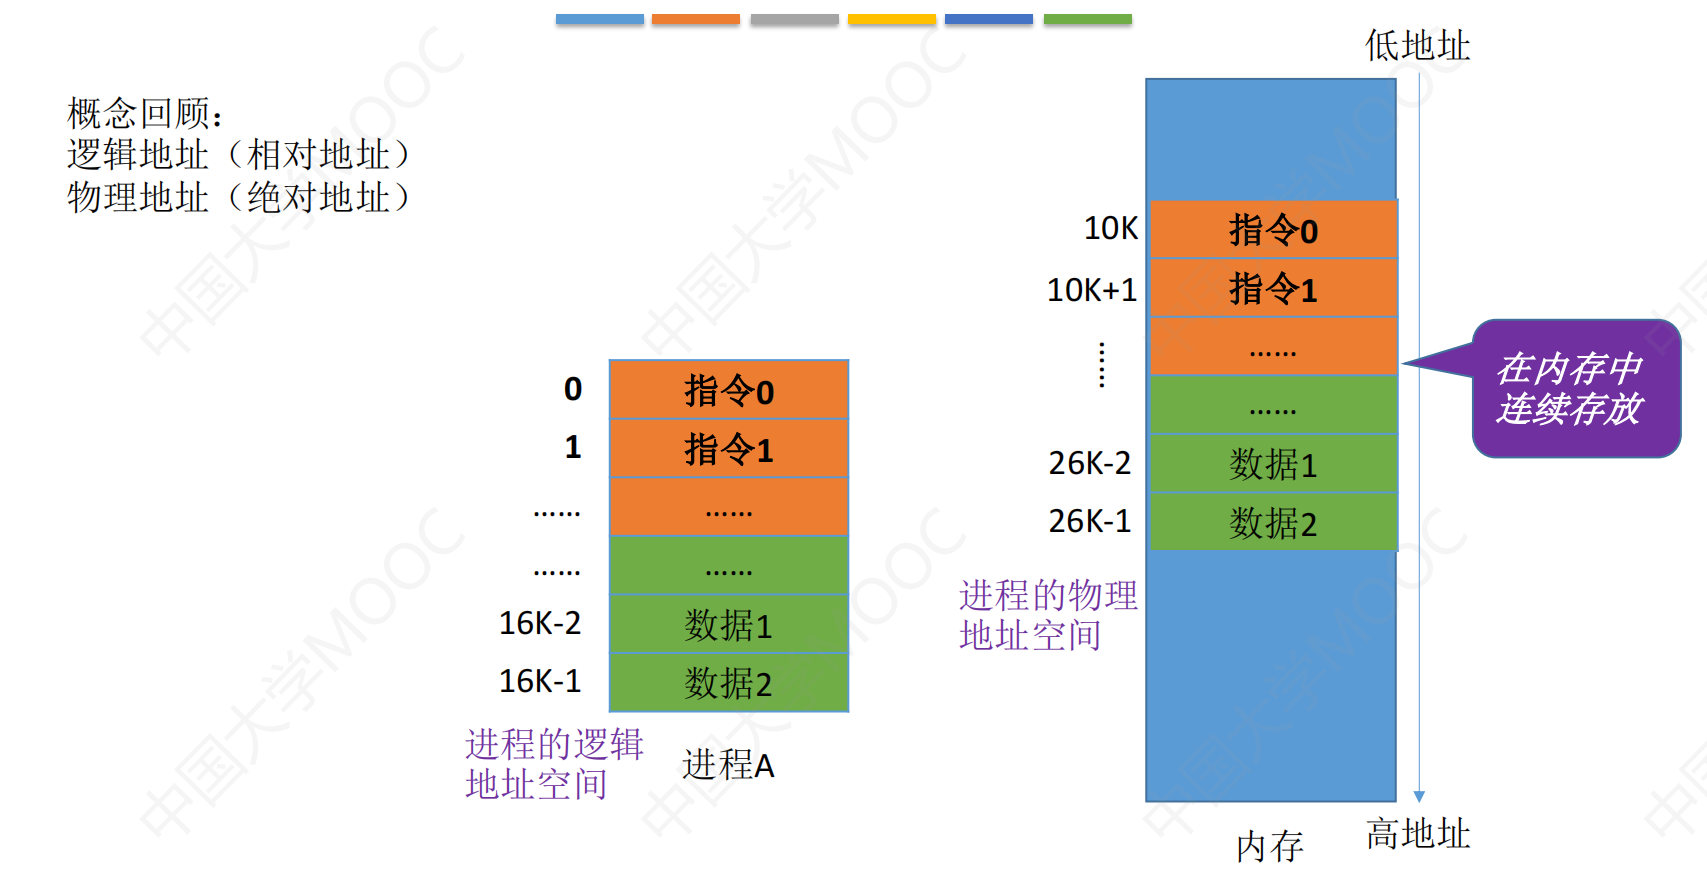 概念回顾：
逻辑地址（相对地址）
物理地址（绝对地址）
0 指令0
1 指令1
…… ……
…… ……
16K-2 数据1
16K-1 数据2
进程的逻辑
地址空间
进程A
低地址
10K 指令0
10K+1 指令1
…… ……
……
26K-2 数据1
26K-1 数据2
进程的物理
地址空间
在内存中
连续存放
内存
高地址
中国大学MOOC
中国大学MOOC
中国大学MOOC
中国大学MOOC
中国大学MOOC
中国大学MOOC